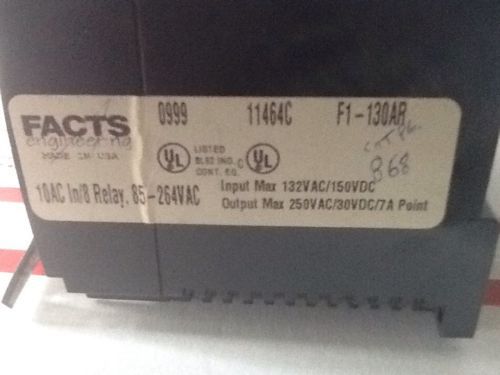 FACTS
engineering
MADE IN USA
0999 11464C F1-130AR
UL UL
LISTED
IND. C
CONT. EQ.
868
10AC In/8 Relay, 85-264VAC
Input Max 132VAC/150VDC
Output Max 250VAC/30VDC/7A Point